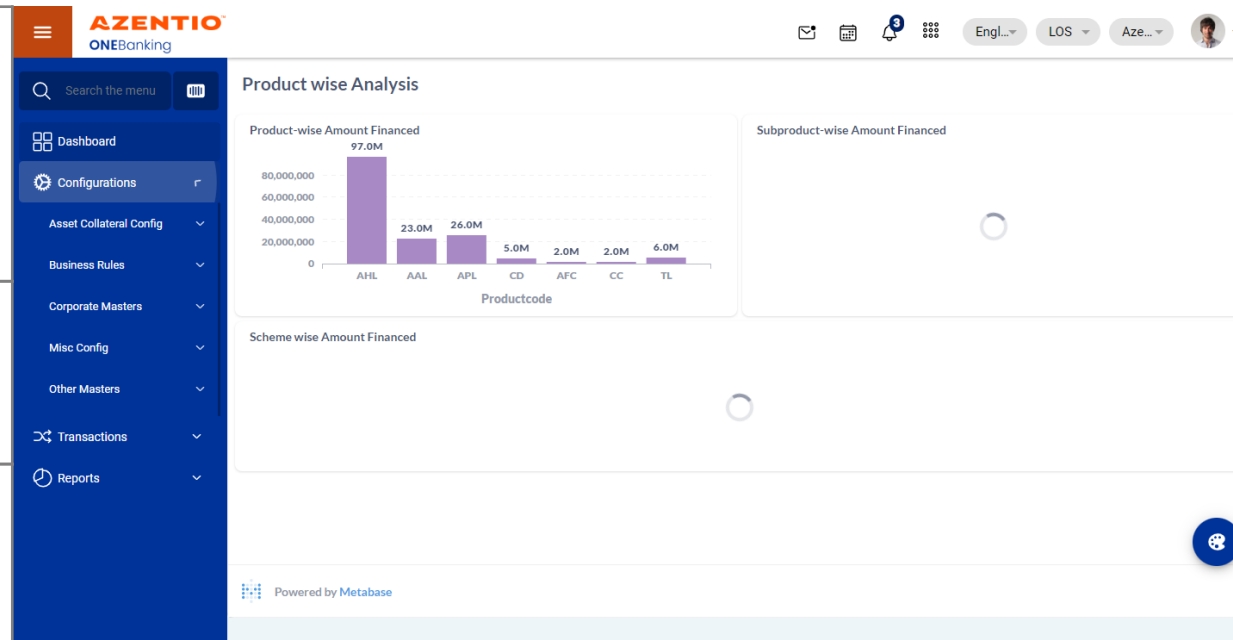 AZENTIO
ONEBanking
3
Engl...
LOS
Aze...
Search the menu
Dashboard
Configurations
Asset Collateral Config
Business Rules
Corporate Masters
Misc Config
Other Masters
Transactions
Reports
Product wise Analysis
Product-wise Amount Financed
97.0M
80,000,000
60,000,000
40,000,000
23.0M 26.0M
20,000,000
5.0M 2.0M 2.0M 6.0M
0
AHL AAL APL CD AFC CC TL
Productcode
Subproduct-wise Amount Financed
Scheme wise Amount Financed
Powered by Metabase